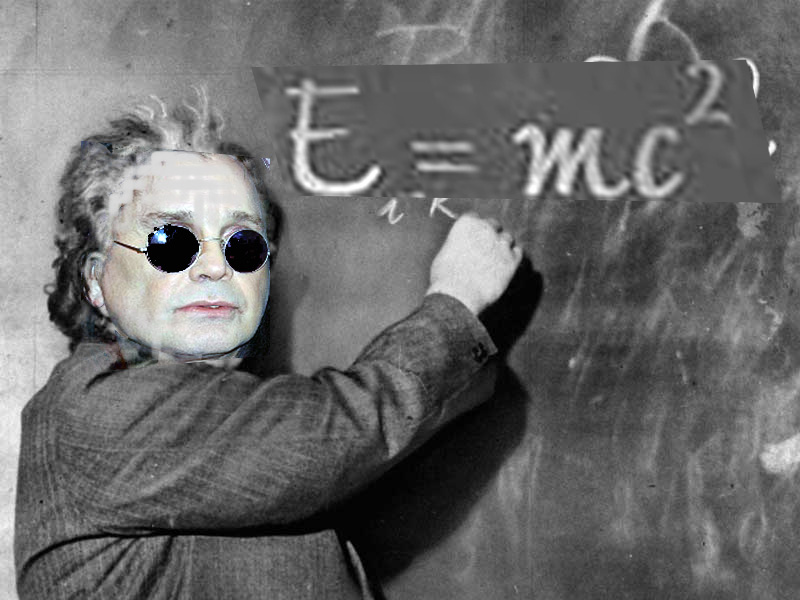 E = mc²
i k